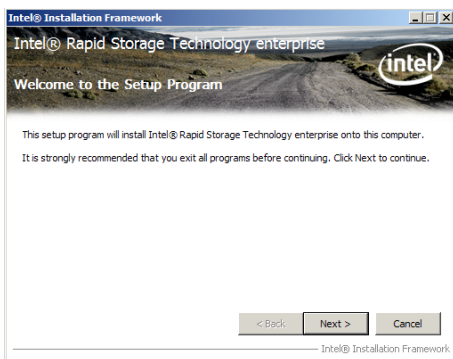 Intel® Installation Framework
Intel® Rapid Storage Technology enterprise
intel
Welcome to the Setup Program
This setup program will install Intel® Rapid Storage Technology enterprise onto this computer.
It is strongly recommended that you exit all programs before continuing. Click Next to continue.
< Back Next > Cancel
Intel® Installation Framework